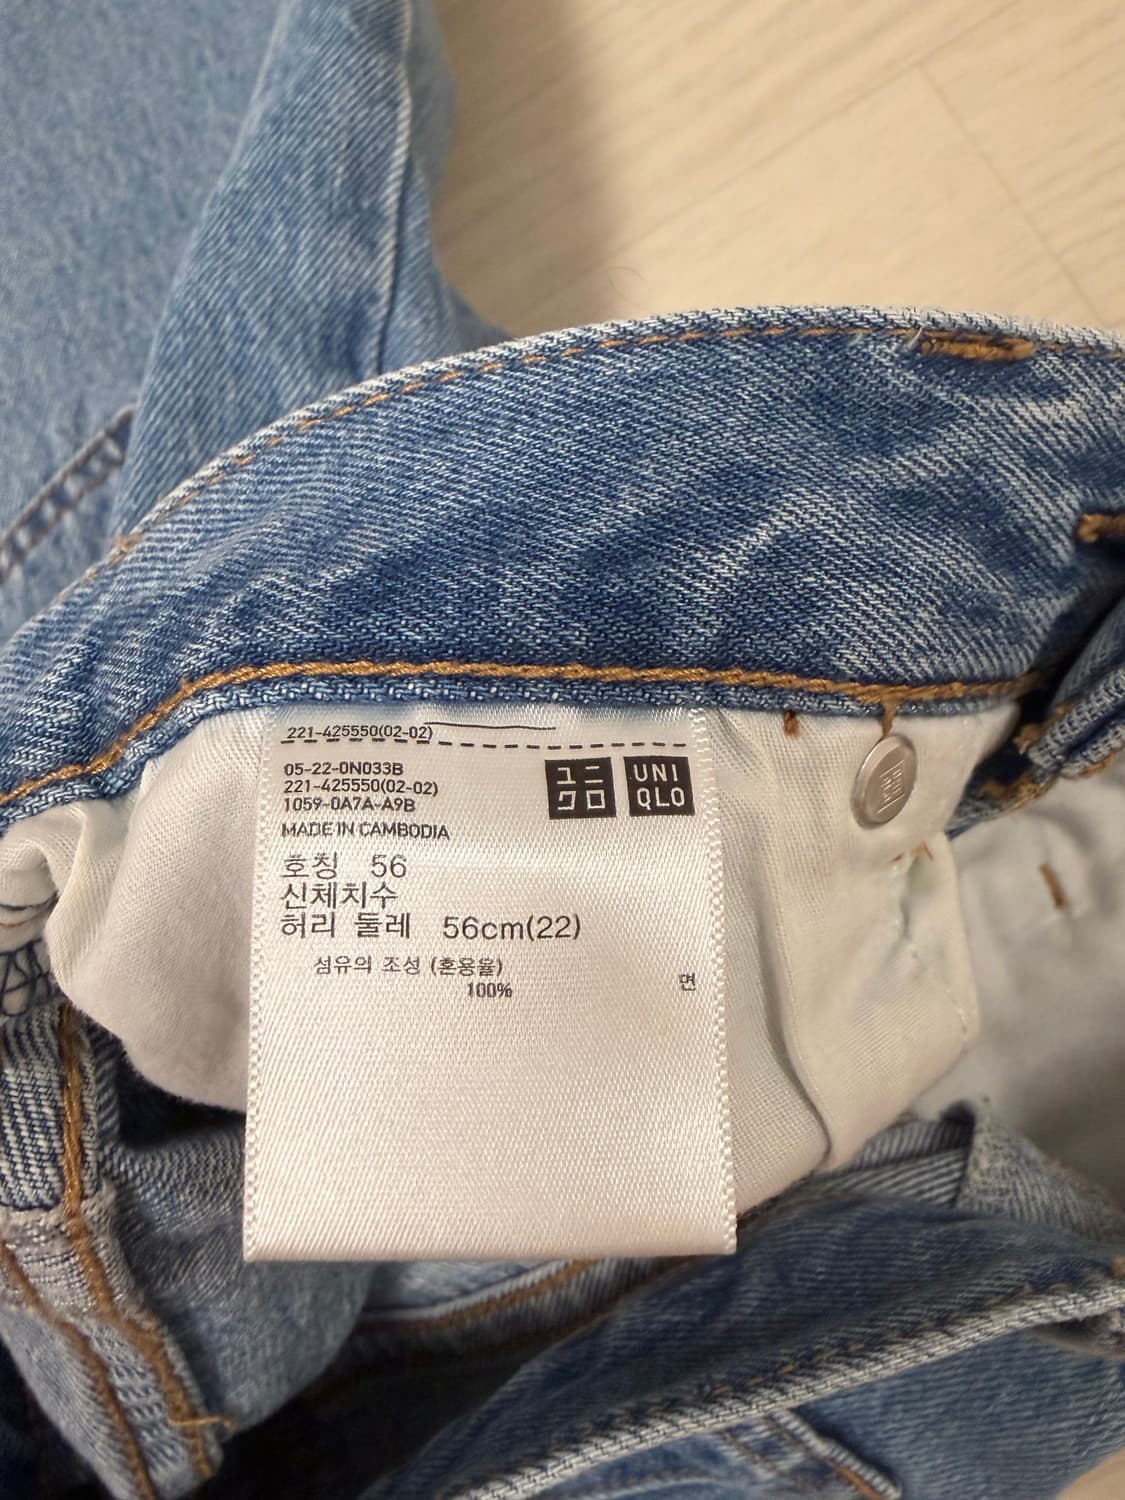 221-425550(02-02)
05-22-0N033B
221-425550(02-02)
1059-0A7A-A9B
MADE IN CAMBODIA
ユニ
クロ
UNI
QLO
호칭 56
신체치수
허리 둘레 56cm(22)
섬유의 조성 (혼용율)
100% 면